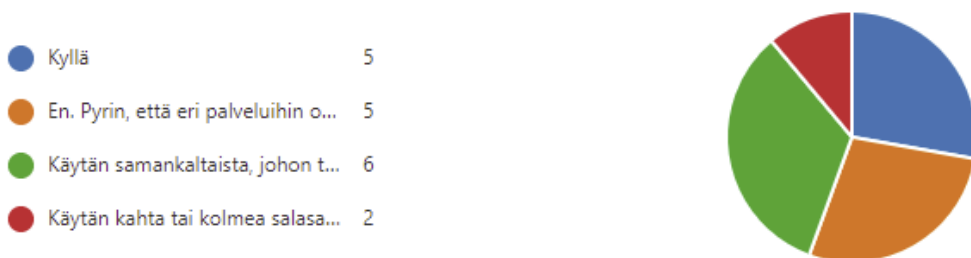 Kyllä 5
En. Pyrin, että eri palveluihin o... 5
Käytän samankaltaista, johon t... 6
Käytän kahta tai kolmea salasa... 2